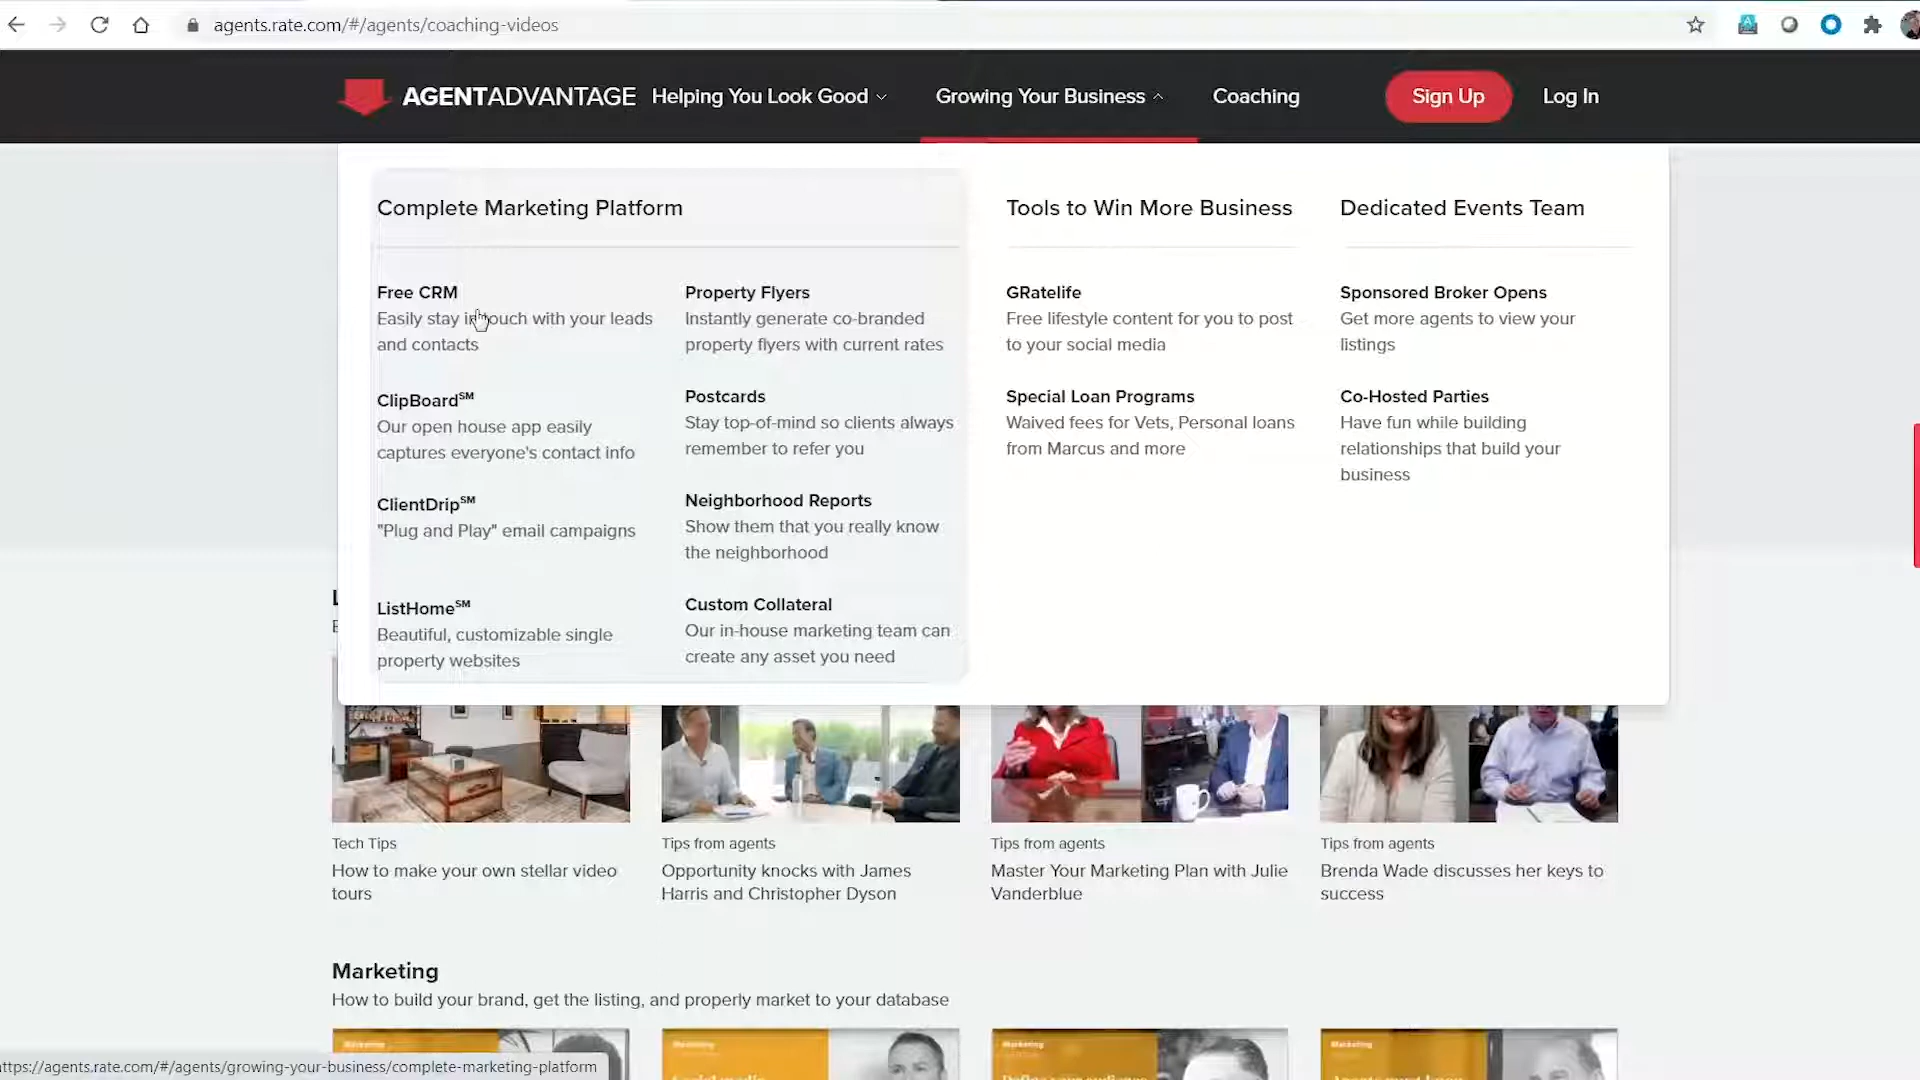 agents.rate.com/#/agents/coaching-videos
AGENTADVANTAGE
Helping You Look Good
Growing Your Business
Coaching
Sign Up
Log In
Complete Marketing Platform
Free CRM
Easily stay in touch with your leads
and contacts
ClipBoard℠
Our open house app easily
captures everyone's contact info
ClientDrip℠
"Plug and Play" email campaigns
ListHome℠
Beautiful, customizable single
property websites
Property Flyers
Instantly generate co-branded
property flyers with current rates
Postcards
Stay top-of-mind so clients always
remember to refer you
Neighborhood Reports
Show them that you really know
the neighborhood
Custom Collateral
Our in-house marketing team can
create any asset you need
Tools to Win More Business
GRatelife
Free lifestyle content for you to post
to your social media
Special Loan Programs
Waived fees for Vets, Personal loans
from Marcus and more
Dedicated Events Team
Sponsored Broker Opens
Get more agents to view your
listings
Co-Hosted Parties
Have fun while building
relationships that build your
business
Tech Tips
How to make your own stellar video
tours
Tips from agents
Opportunity knocks with James
Harris and Christopher Dyson
Tips from agents
Master Your Marketing Plan with Julie
Vanderblue
Tips from agents
Brenda Wade discusses her keys to
success
Marketing
How to build your brand, get the listing, and properly market to your database
Marketing
Marketing
Marketing
Marketing
ttps://agents.rate.com/#/agents/growing-your-business/complete-marketing-platform